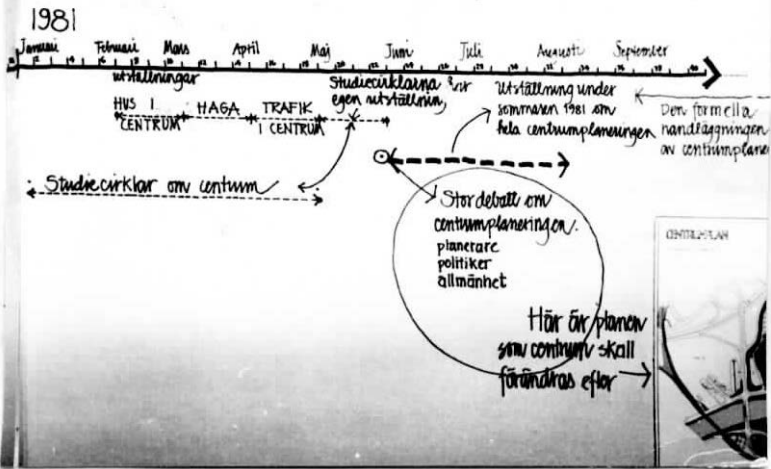 1981
Januari Februari Mars April Maj Juni Juli Augusti September
utställningar
HUS I
CENTRUM
HAGA
TRAFIK
I CENTRUM
Studiecirklarna
egen utställning
Utställning under
sommaren 1981 om
hela centrumplaneringen
Den formella
handläggningen
av centrumplane
Studiecirklar om centrum
Stor debatt om
centrumplaneringen.
planerare
politiker
allmänhet
Här är planen
som centrum skall
förändras efter
CENTRUMPLAN